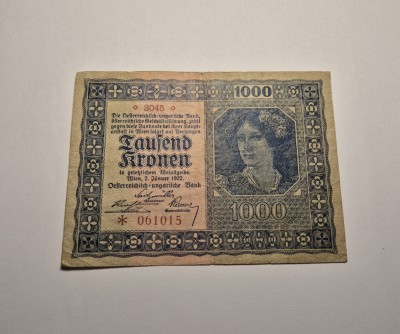 1000
3045
Die Oesterreichisch-ungarische Bank,
österreichische Geschäftsführung, zahlt
gegen diese Banknote bei ihrer Haupt-
anstalt in Wien sofort auf Verlangen
Tausend
Kronen
in gesetzlichem Metallgelde.
Wien, 2. Jänner 1922.
Oesterreichisch-ungarische Bank
* 061015
1000